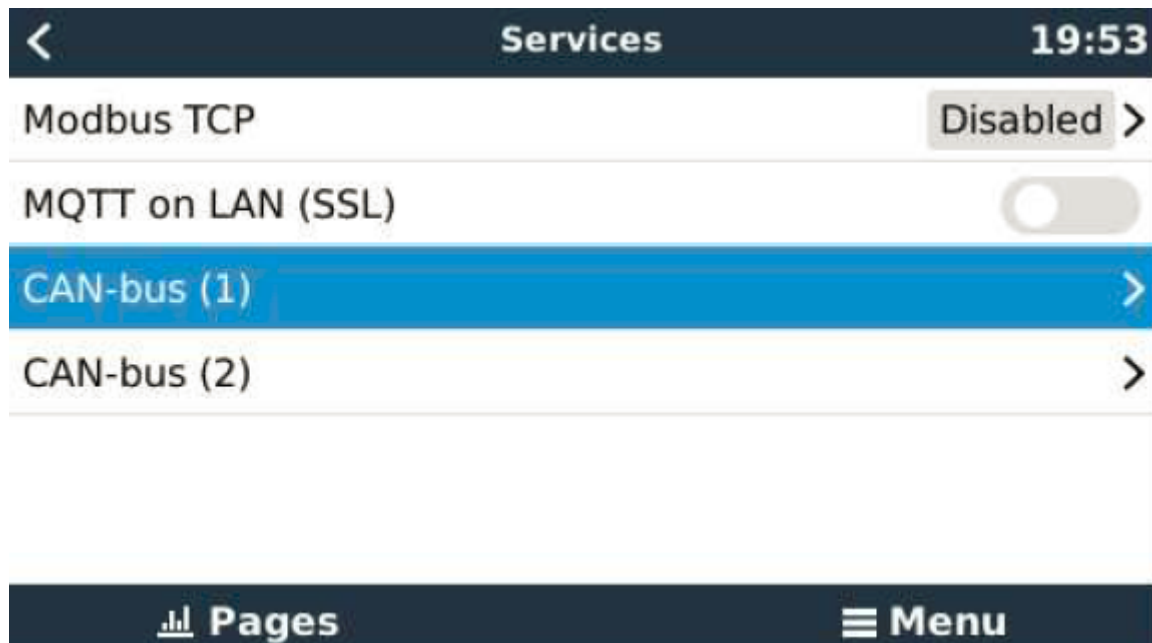 Services 19:53
Modbus TCP Disabled
MQTT on LAN (SSL)
CAN-bus (1)
CAN-bus (2)
Pages Menu